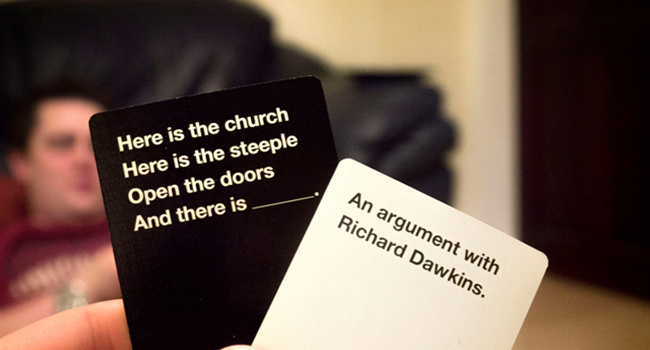 Here is the church
Here is the steeple
Open the doors
And there is ______.
An argument with
Richard Dawkins.